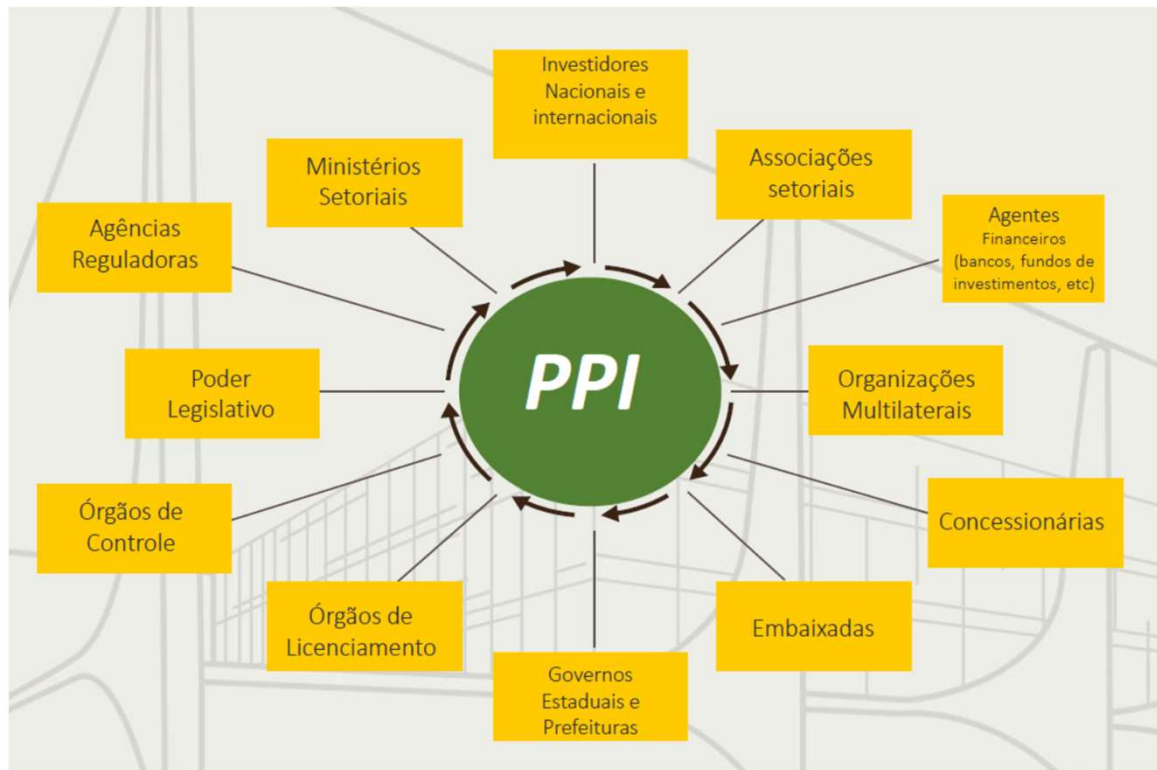 Investidores
Nacionais e
internacionais
Associações
setoriais
Agentes
Financeiros
(bancos, fundos de
investimentos, etc)
Organizações
Multilaterais
Concessionárias
Embaixadas
Governos
Estaduais e
Prefeituras
Órgãos de
Licenciamento
Órgãos de
Controle
Poder
Legislativo
Agências
Reguladoras
Ministérios
Setoriais
PPI